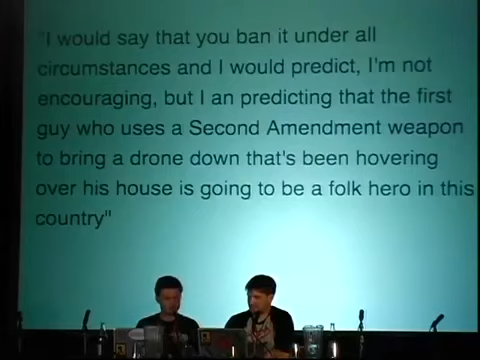 "I would say that you ban it under all
circumstances and I would predict, I'm not
encouraging, but I an predicting that the first
guy who uses a Second Amendment weapon
to bring a drone down that's been hovering
over his house is going to be a folk hero in this
country"